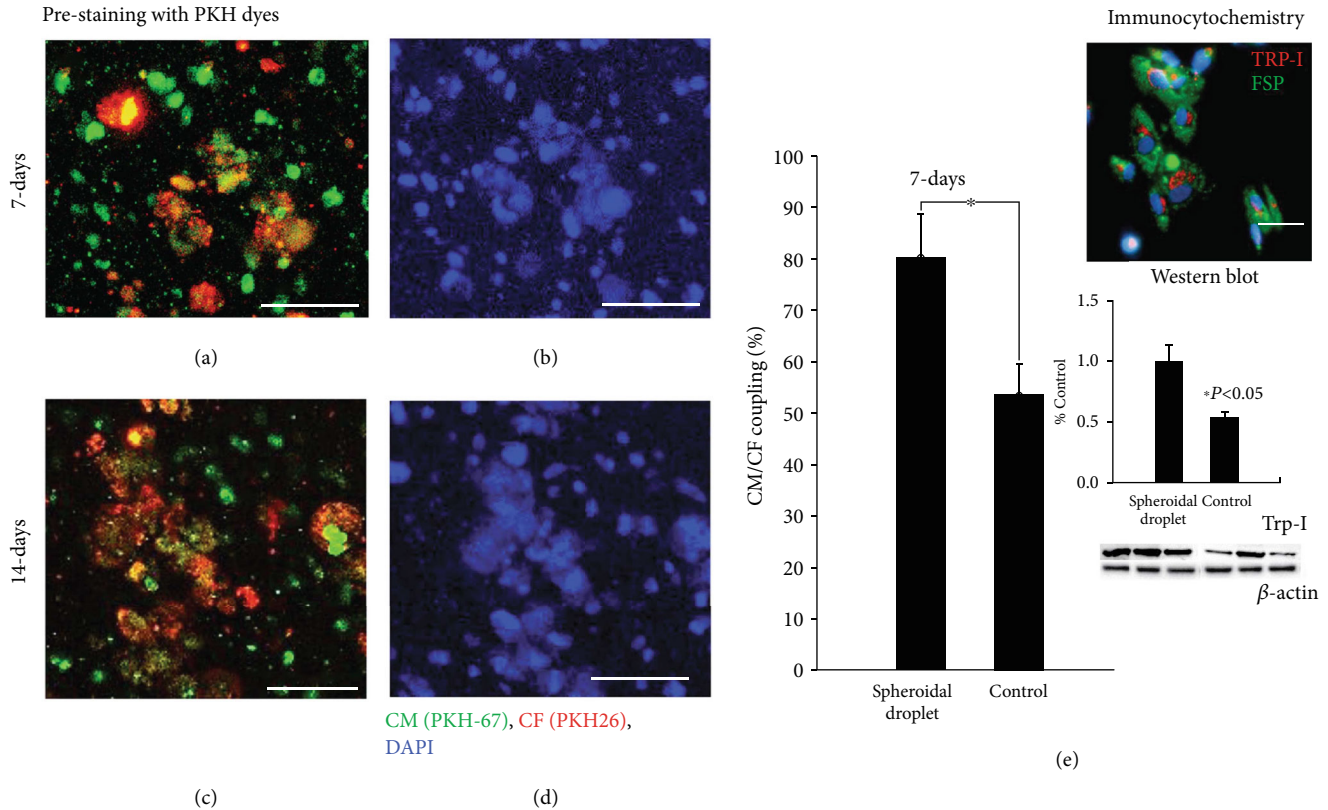 Pre-staining with PKH dyes
7-days
(a)
(b)
14-days
CM (PKH-67), CF (PKH26),
DAPI
(c)
(d)
Immunocytochemistry
TRP-I
FSP
CM/CF coupling (%)
100
90
80
70
60
50
40
30
20
10
0
7-days
*
Spheroidal
droplet
Control
Western blot
% Control
1.5
1.0
0.5
0.0
*P<0.05
Spheroidal
droplet
Control
Trp-I
β-actin
(e)